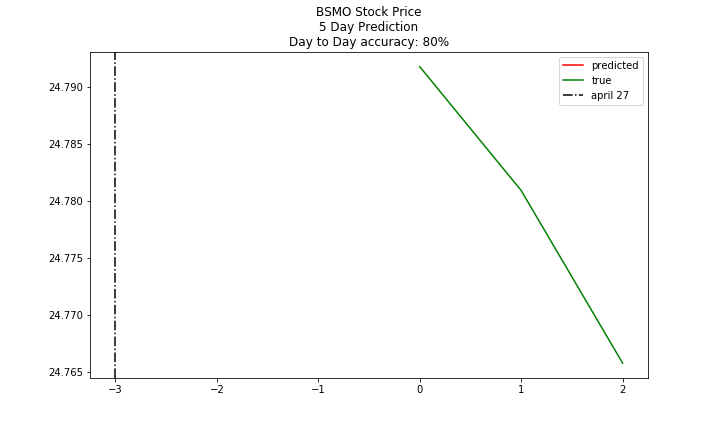 BSMO Stock Price
5 Day Prediction
Day to Day accuracy: 80%
predicted
true
april 27
24.790
24.785
24.780
24.775
24.770
24.765
−3 −2 −1 0 1 2